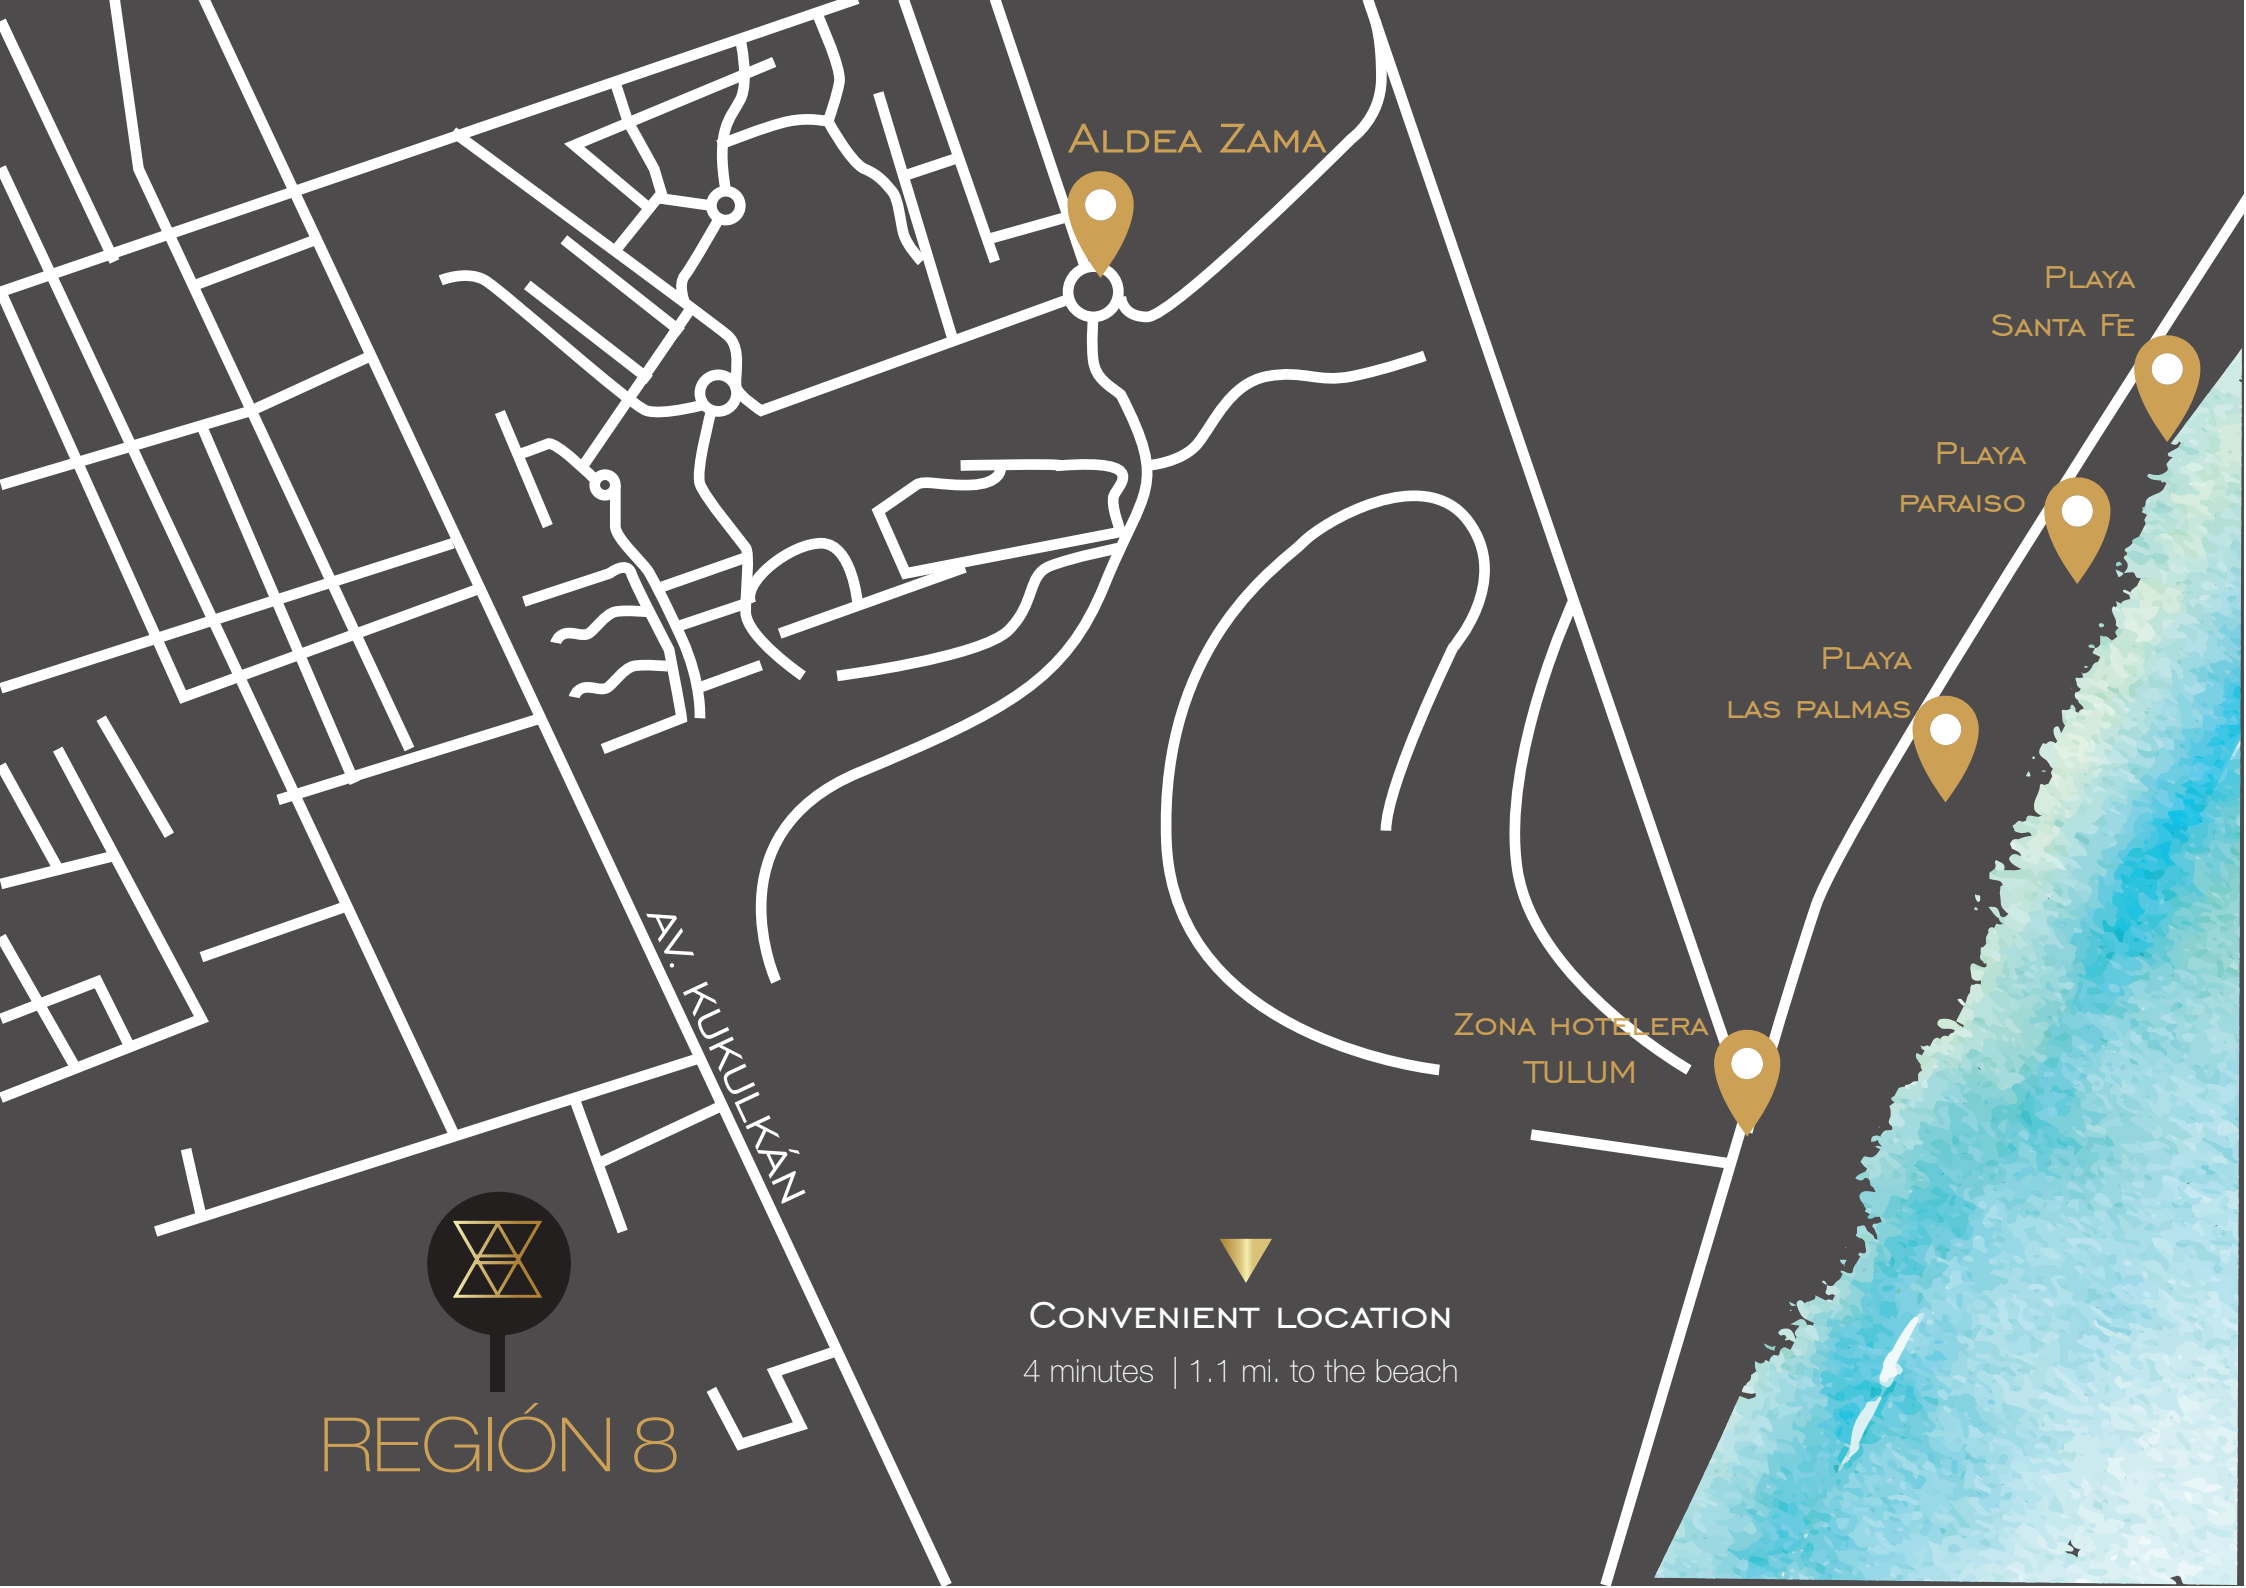 Aldea Zama
Playa
Santa Fe
Playa
paraiso
Playa
las palmas
Zona hotelera
TULUM
AV. KUKULKÁN
Convenient location
4 minutes | 1.1 mi. to the beach
REGIÓN 8